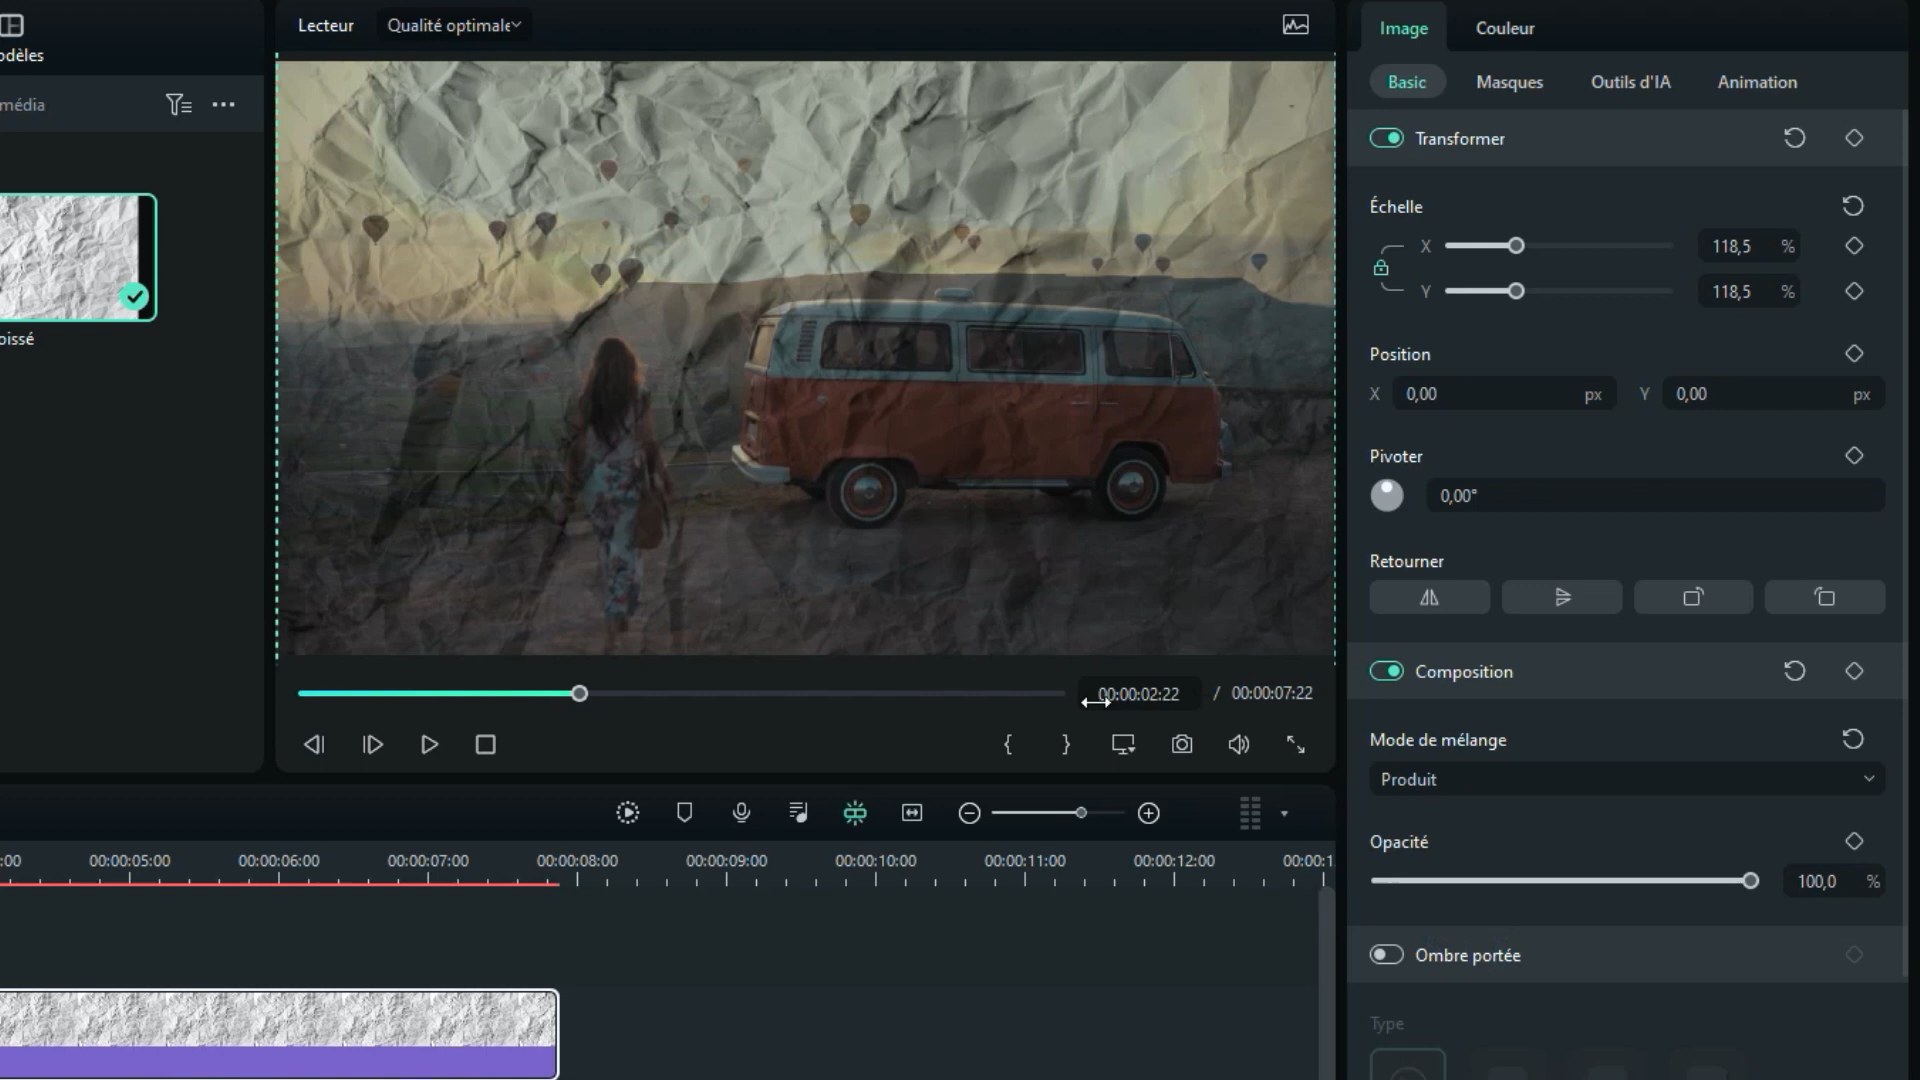 Lecteur
Qualité optimale
Image
Couleur
odèles
média
Basic
Masques
Outils d'IA
Animation
Transformer
Échelle
X
118,5 %
Y
118,5 %
oissé
Position
X
0,00 px
Y
0,00 px
Pivoter
0,00°
Retourner
Composition
00:00:02:22 / 00:00:07:22
Mode de mélange
Produit
Opacité
100,0 %
:00
00:00:05:00
00:00:06:00
00:00:07:00
00:00:08:00
00:00:09:00
00:00:10:00
00:00:11:00
00:00:12:00
00:00:1
Ombre portée
Type